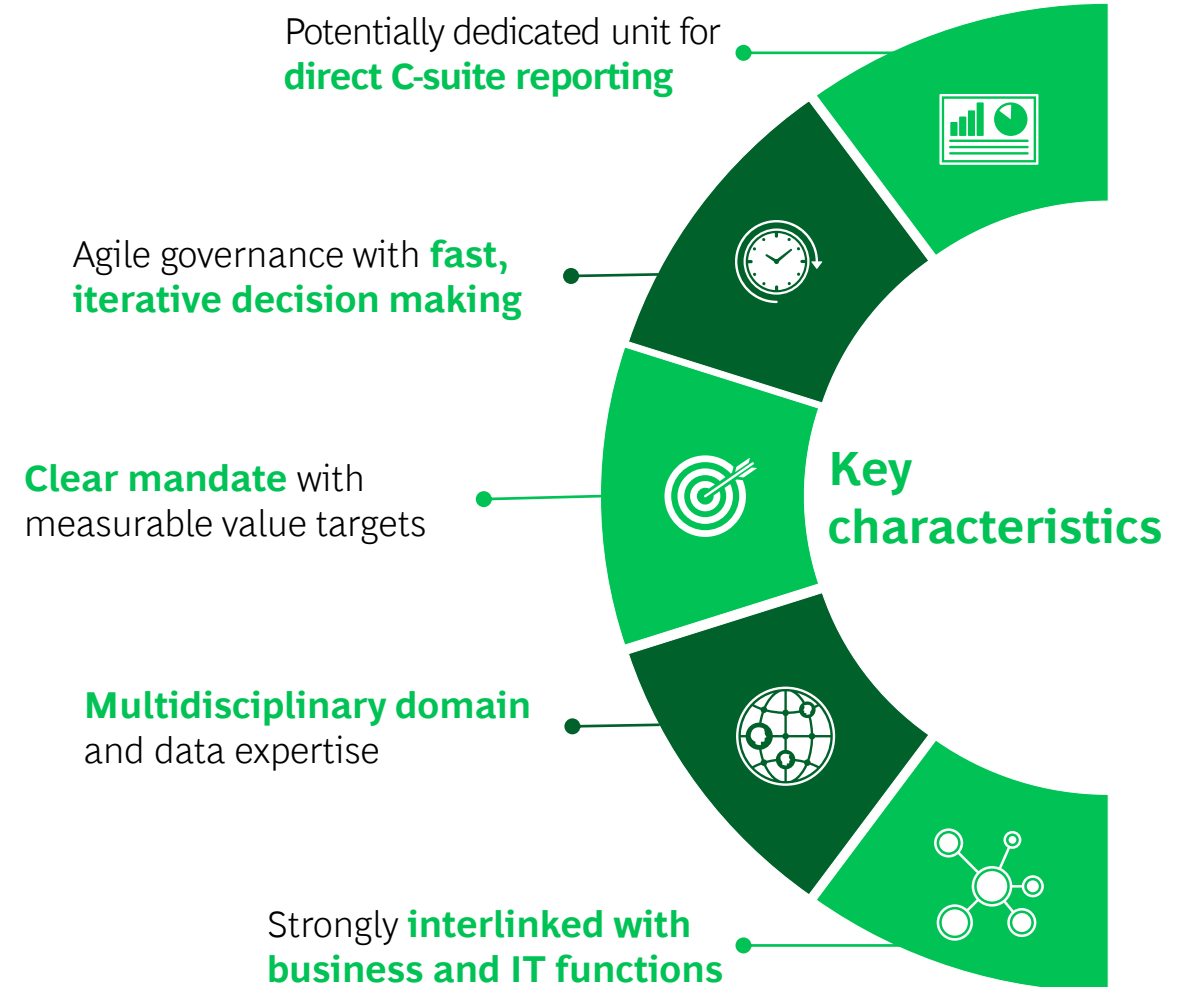 Potentially dedicated unit for
direct C-suite reporting
Agile governance with fast,
iterative decision making
Clear mandate with
measurable value targets
Key
characteristics
Multidisciplinary domain
and data expertise
Strongly interlinked with
business and IT functions